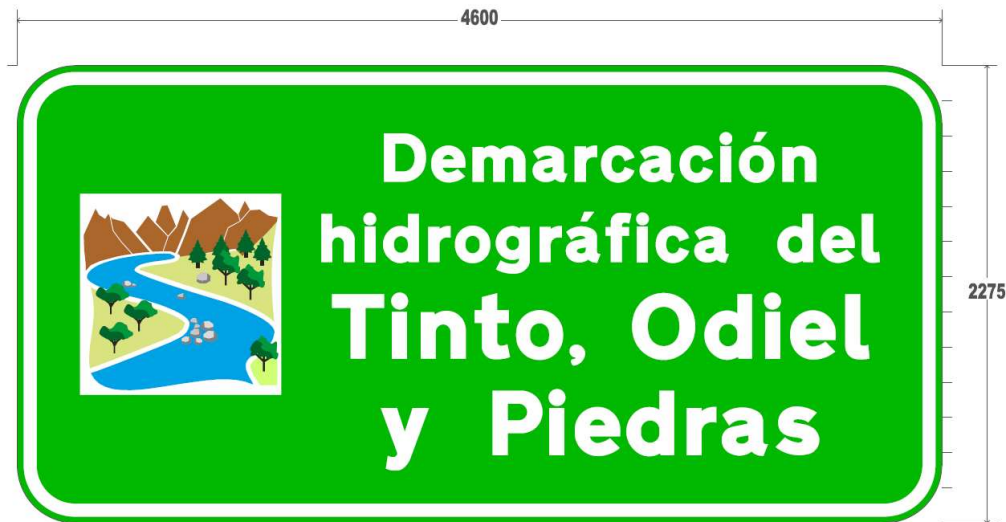 4600
Demarcación
hidrográfica del
Tinto, Odiel
y Piedras
2275